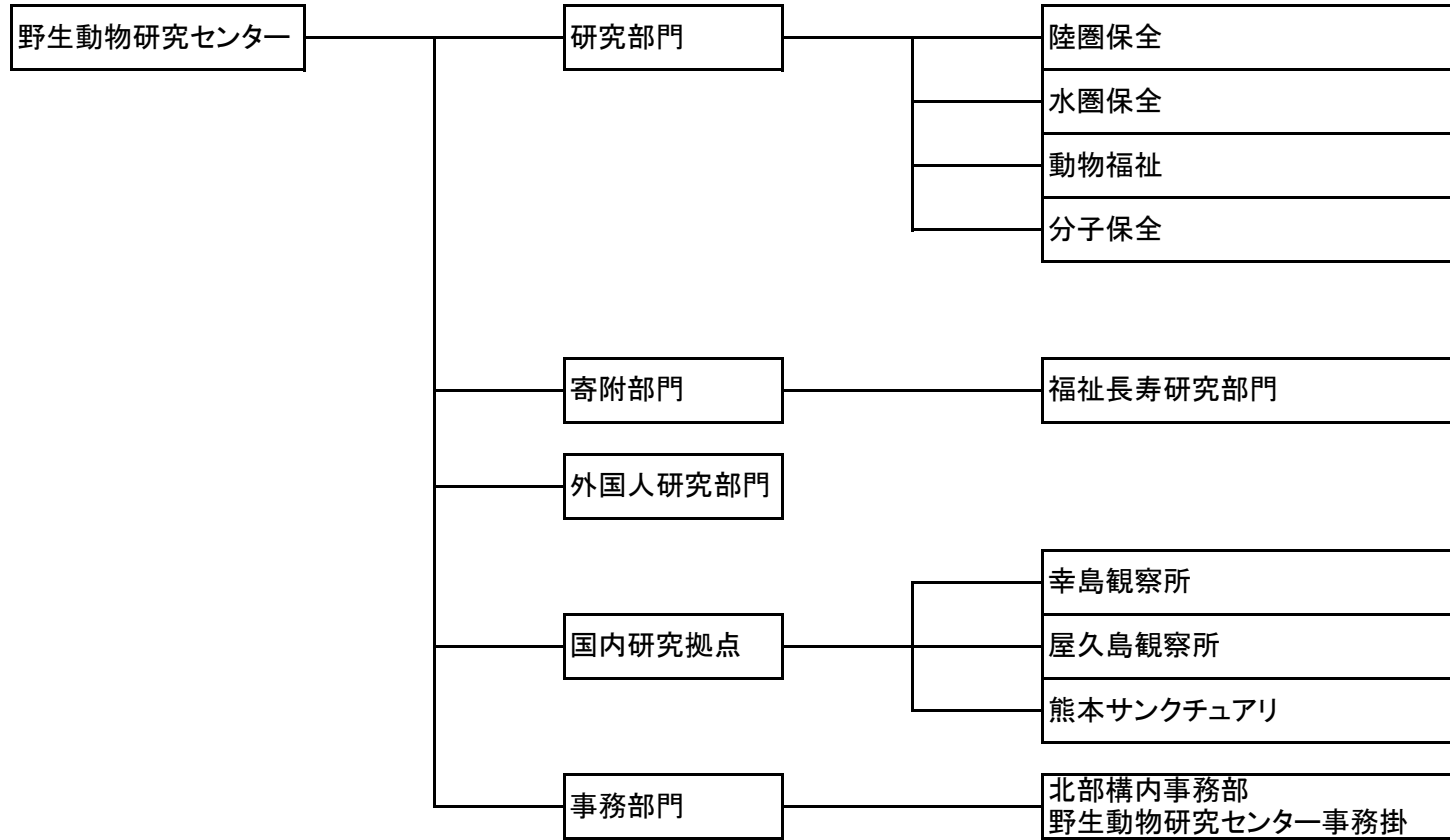 野生動物研究センター
研究部門
陸圏保全
水圏保全
動物福祉
分子保全
寄附部門
福祉長寿研究部門
外国人研究部門
国内研究拠点
幸島観察所
屋久島観察所
熊本サンクチュアリ
事務部門
北部構内事務部
野生動物研究センター事務掛